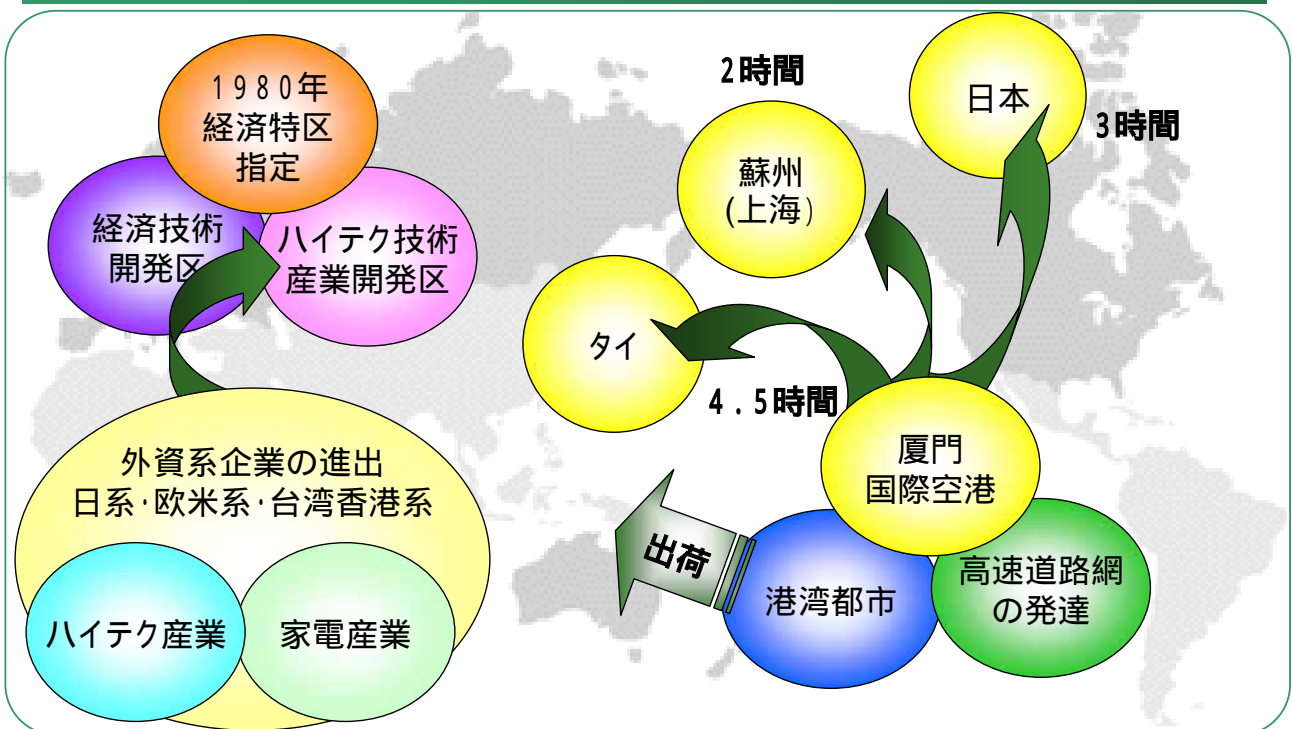 1980年
経済特区
指定
経済技術
開発区
ハイテク技術
産業開発区
外資系企業の進出
日系・欧米系・台湾香港系
ハイテク産業
家電産業
2時間
日本
3時間
蘇州
(上海)
タイ
4.5時間
厦門
国際空港
出荷
港湾都市
高速道路網
の発達